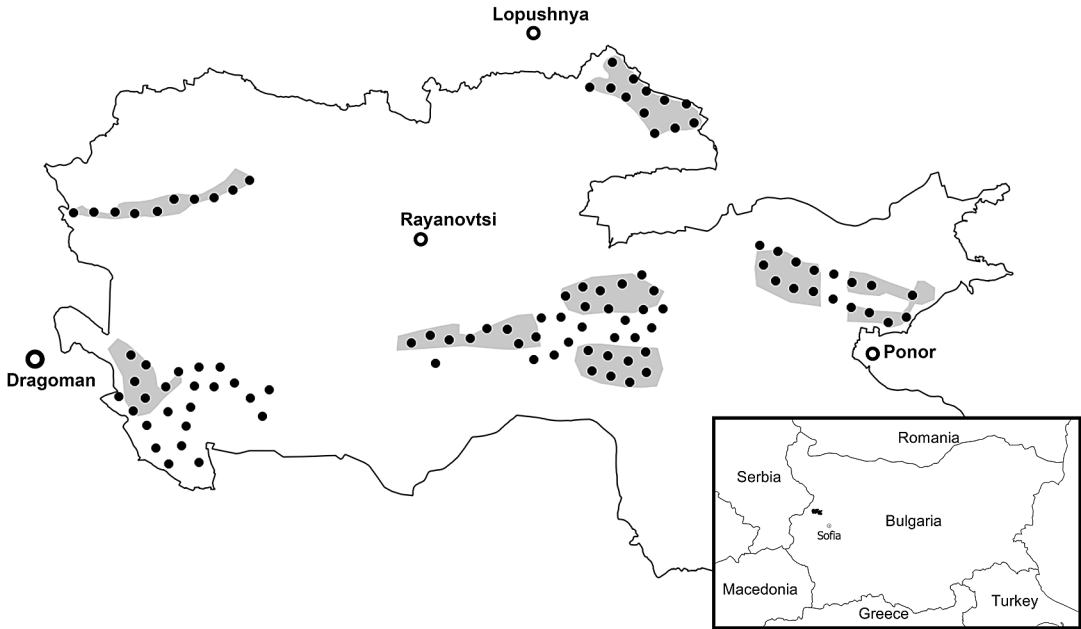 Lopushnya
Rayanovtsi
Dragoman
Ponor
Romania
Serbia
Bulgaria
Sofia
Macedonia
Turkey
Greece